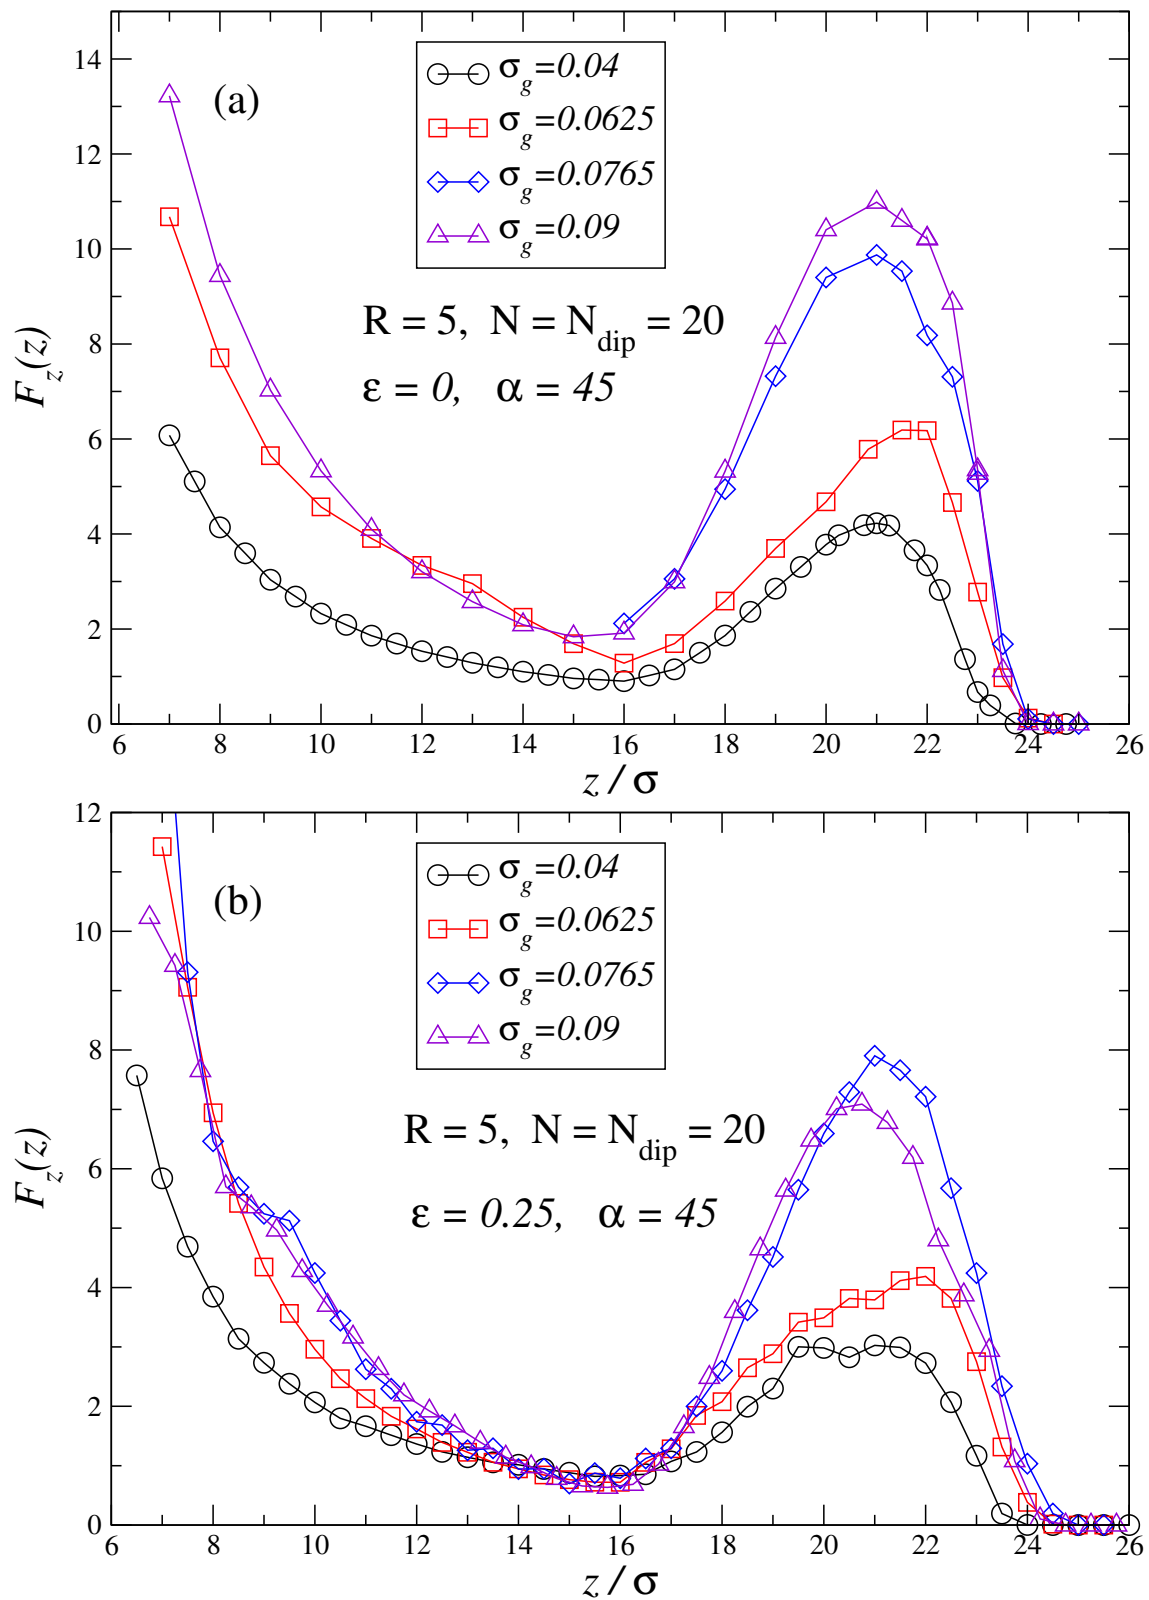 14
12
10
8
6
4
2
0
F_z(z)
(a)
σ_g=0.04
σ_g=0.0625
σ_g=0.0765
σ_g=0.09
R = 5, N = N_dip = 20
ε = 0, α = 45
6 8 10 12 14 16 18 20 22 24 26
z / σ
12
10
8
6
4
2
0
F_z(z)
(b)
σ_g=0.04
σ_g=0.0625
σ_g=0.0765
σ_g=0.09
R = 5, N = N_dip = 20
ε = 0.25, α = 45
6 8 10 12 14 16 18 20 22 24 26
z / σ